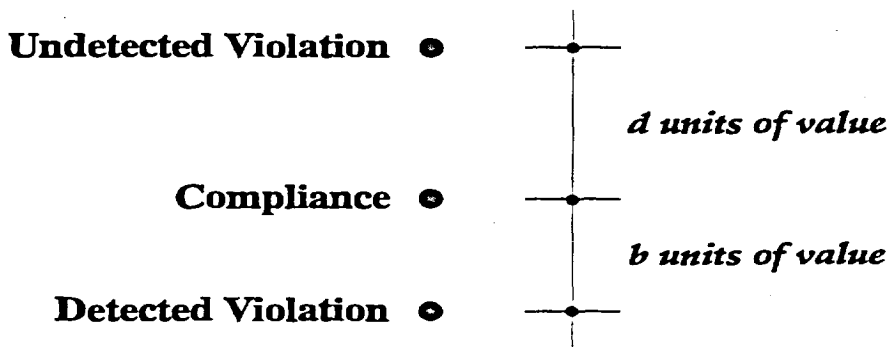 Undetected Violation
d units of value
Compliance
b units of value
Detected Violation